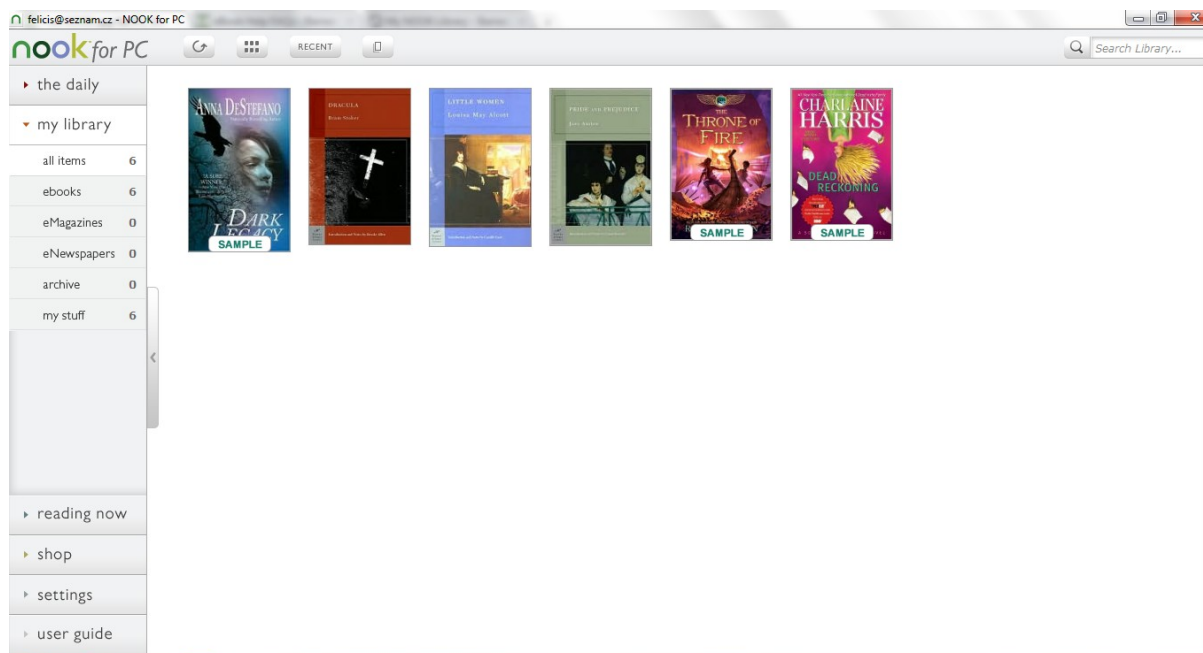 felicis@seznam.cz - NOOK for PC
nook for PC
RECENT
Search Library...
the daily
my library
all items 6
ebooks 6
eMagazines 0
eNewspapers 0
archive 0
my stuff 6
reading now
shop
settings
user guide
ANNA DESTEFANO
DARK
LEGACY
SAMPLE
DRACULA
Bram Stoker
LITTLE WOMEN
Louisa May Alcott
PRIDE AND PREJUDICE
Jane Austen
THE
THRONE OF
FIRE
SAMPLE
CHARLAINE
HARRIS
DEAD
RECKONING
SAMPLE